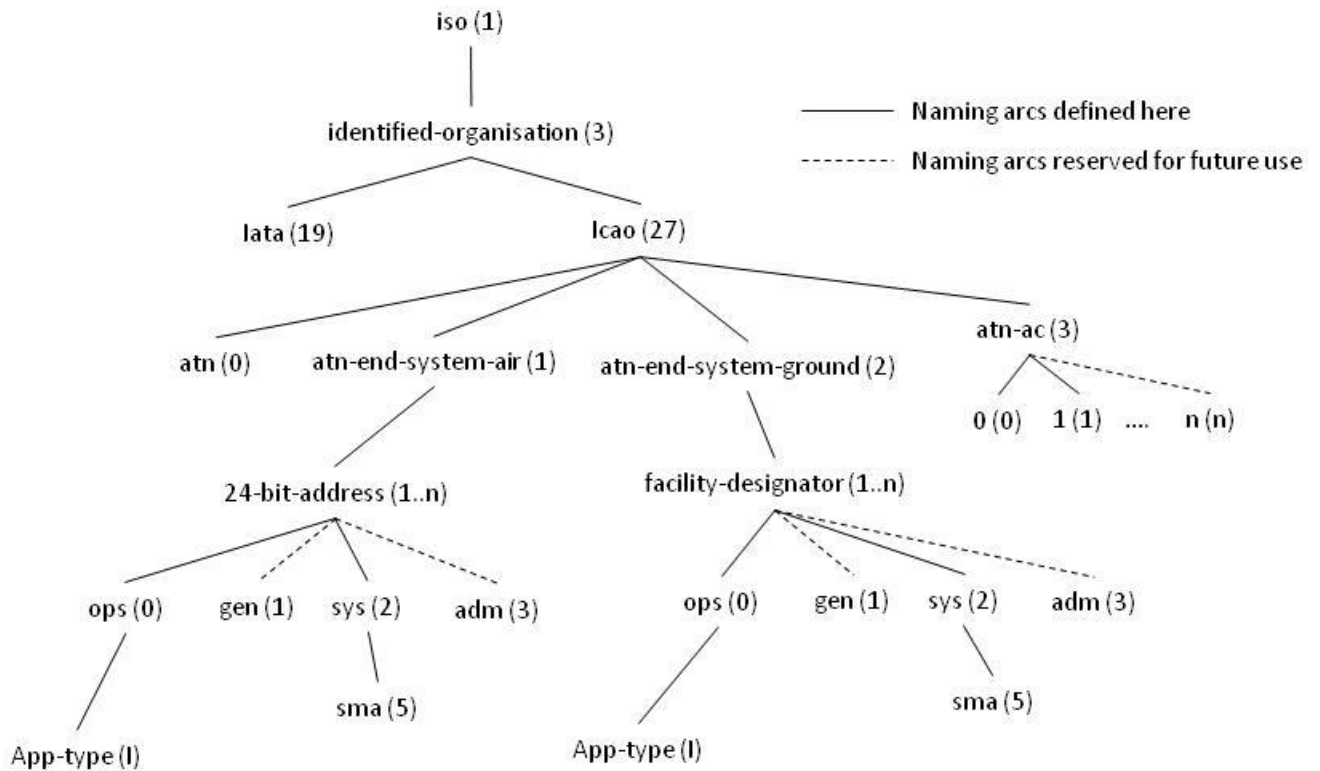 iso (1)
Naming arcs defined here
identified-organisation (3)
Naming arcs reserved for future use
Iata (19)
Icao (27)
atn-ac (3)
atn (0)
atn-end-system-air (1)
atn-end-system-ground (2)
0 (0)
1 (1)
....
n (n)
24-bit-address (1..n)
facility-designator (1..n)
ops (0)
gen (1)
sys (2)
adm (3)
ops (0)
gen (1)
sys (2)
adm (3)
sma (5)
sma (5)
App-type (I)
App-type (I)